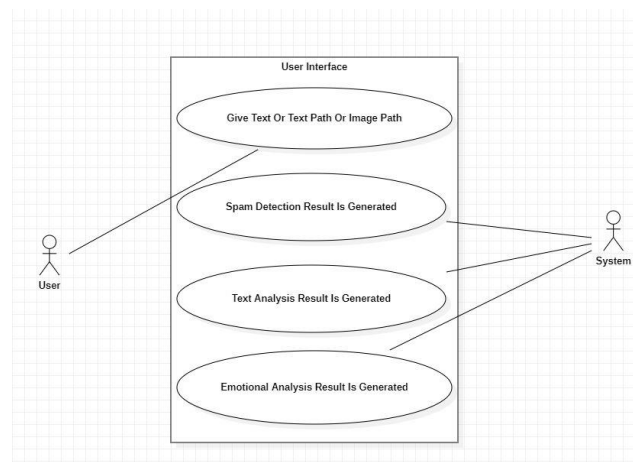 User Interface
Give Text Or Text Path Or Image Path
Spam Detection Result Is Generated
User
System
Text Analysis Result Is Generated
Emotional Analysis Result Is Generated